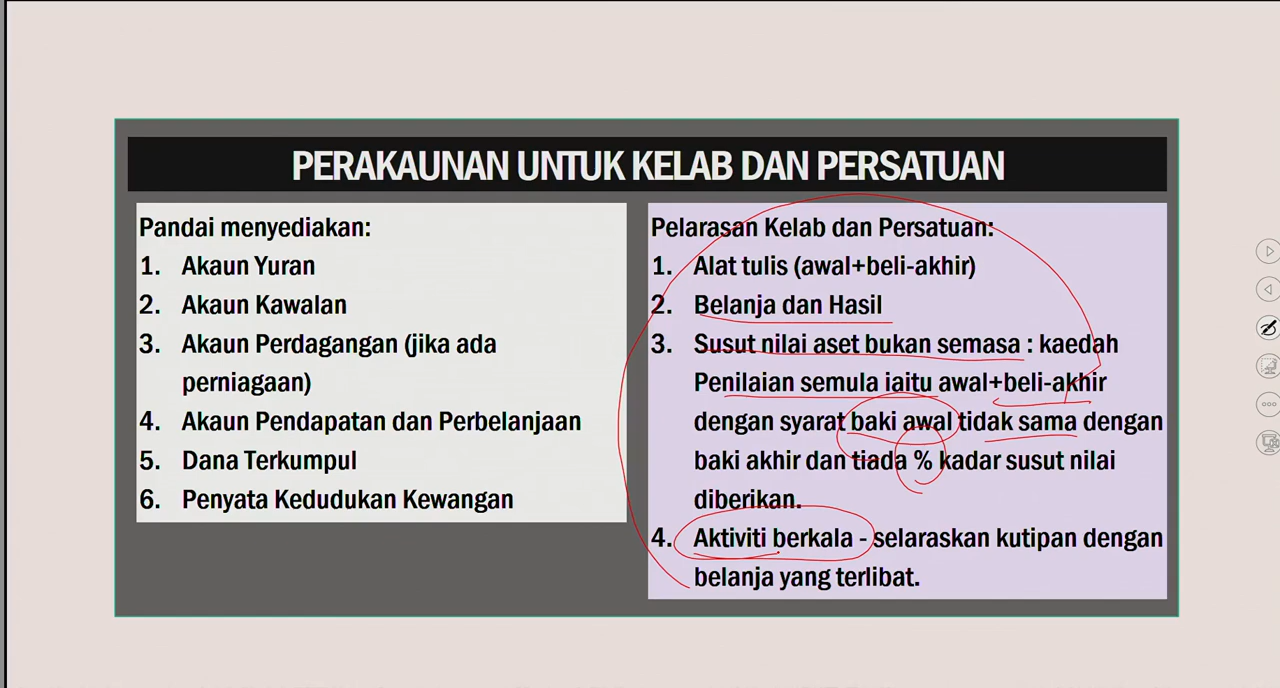 PERAKAUNAN UNTUK KELAB DAN PERSATUAN
Pandai menyediakan:
1. Akaun Yuran
2. Akaun Kawalan
3. Akaun Perdagangan (jika ada
perniagaan)
4. Akaun Pendapatan dan Perbelanjaan
5. Dana Terkumpul
6. Penyata Kedudukan Kewangan
Pelarasan Kelab dan Persatuan:
1. Alat tulis (awal+beli-akhir)
2. Belanja dan Hasil
3. Susut nilai aset bukan semasa : kaedah
Penilaian semula iaitu awal+beli-akhir
dengan syarat baki awal tidak sama dengan
baki akhir dan tiada % kadar susut nilai
diberikan.
4. Aktiviti berkala - selaraskan kutipan dengan
belanja yang terlibat.